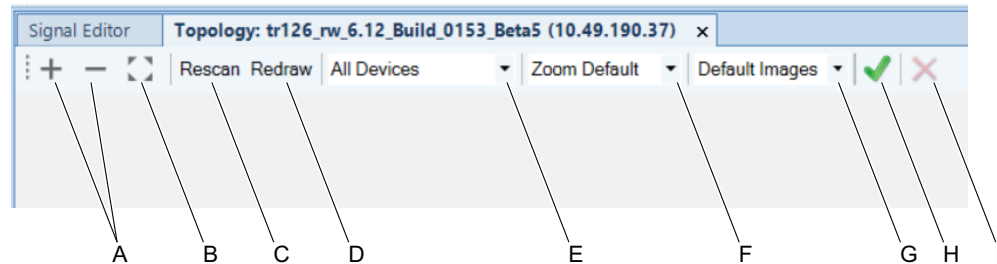 Signal Editor Topology: tr126_rw_6.12_Build_0153_Beta5 (10.49.190.37) x
Rescan Redraw All Devices Zoom Default Default Images
A B C D E F G H